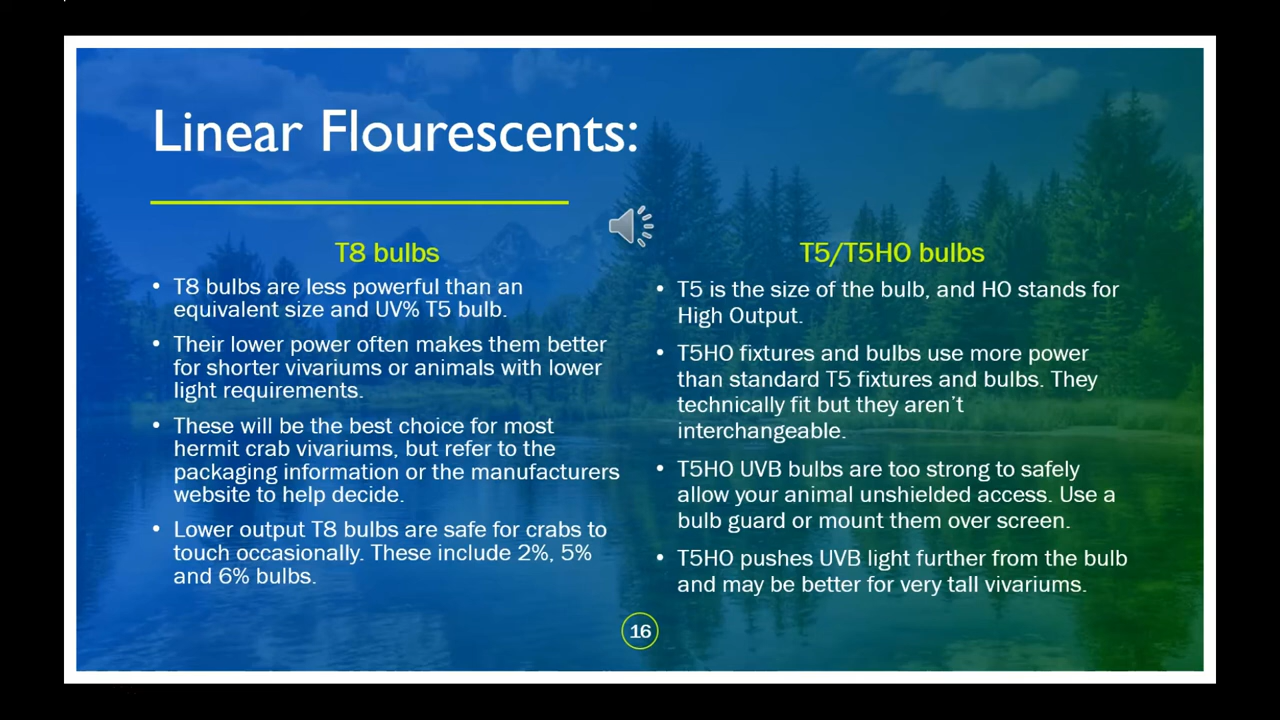 Linear Flourescents:
T8 bulbs
• T8 bulbs are less powerful than an
equivalent size and UV% T5 bulb.
• Their lower power often makes them better
for shorter vivariums or animals with lower
light requirements.
• These will be the best choice for most
hermit crab vivariums, but refer to the
packaging information or the manufacturers
website to help decide.
• Lower output T8 bulbs are safe for crabs to
touch occasionally. These include 2%, 5%
and 6% bulbs.
T5/T5HO bulbs
• T5 is the size of the bulb, and HO stands for
High Output.
• T5HO fixtures and bulbs use more power
than standard T5 fixtures and bulbs. They
technically fit but they aren’t
interchangeable.
• T5HO UVB bulbs are too strong to safely
allow your animal unshielded access. Use a
bulb guard or mount them over screen.
• T5HO pushes UVB light further from the bulb
and may be better for very tall vivariums.
16